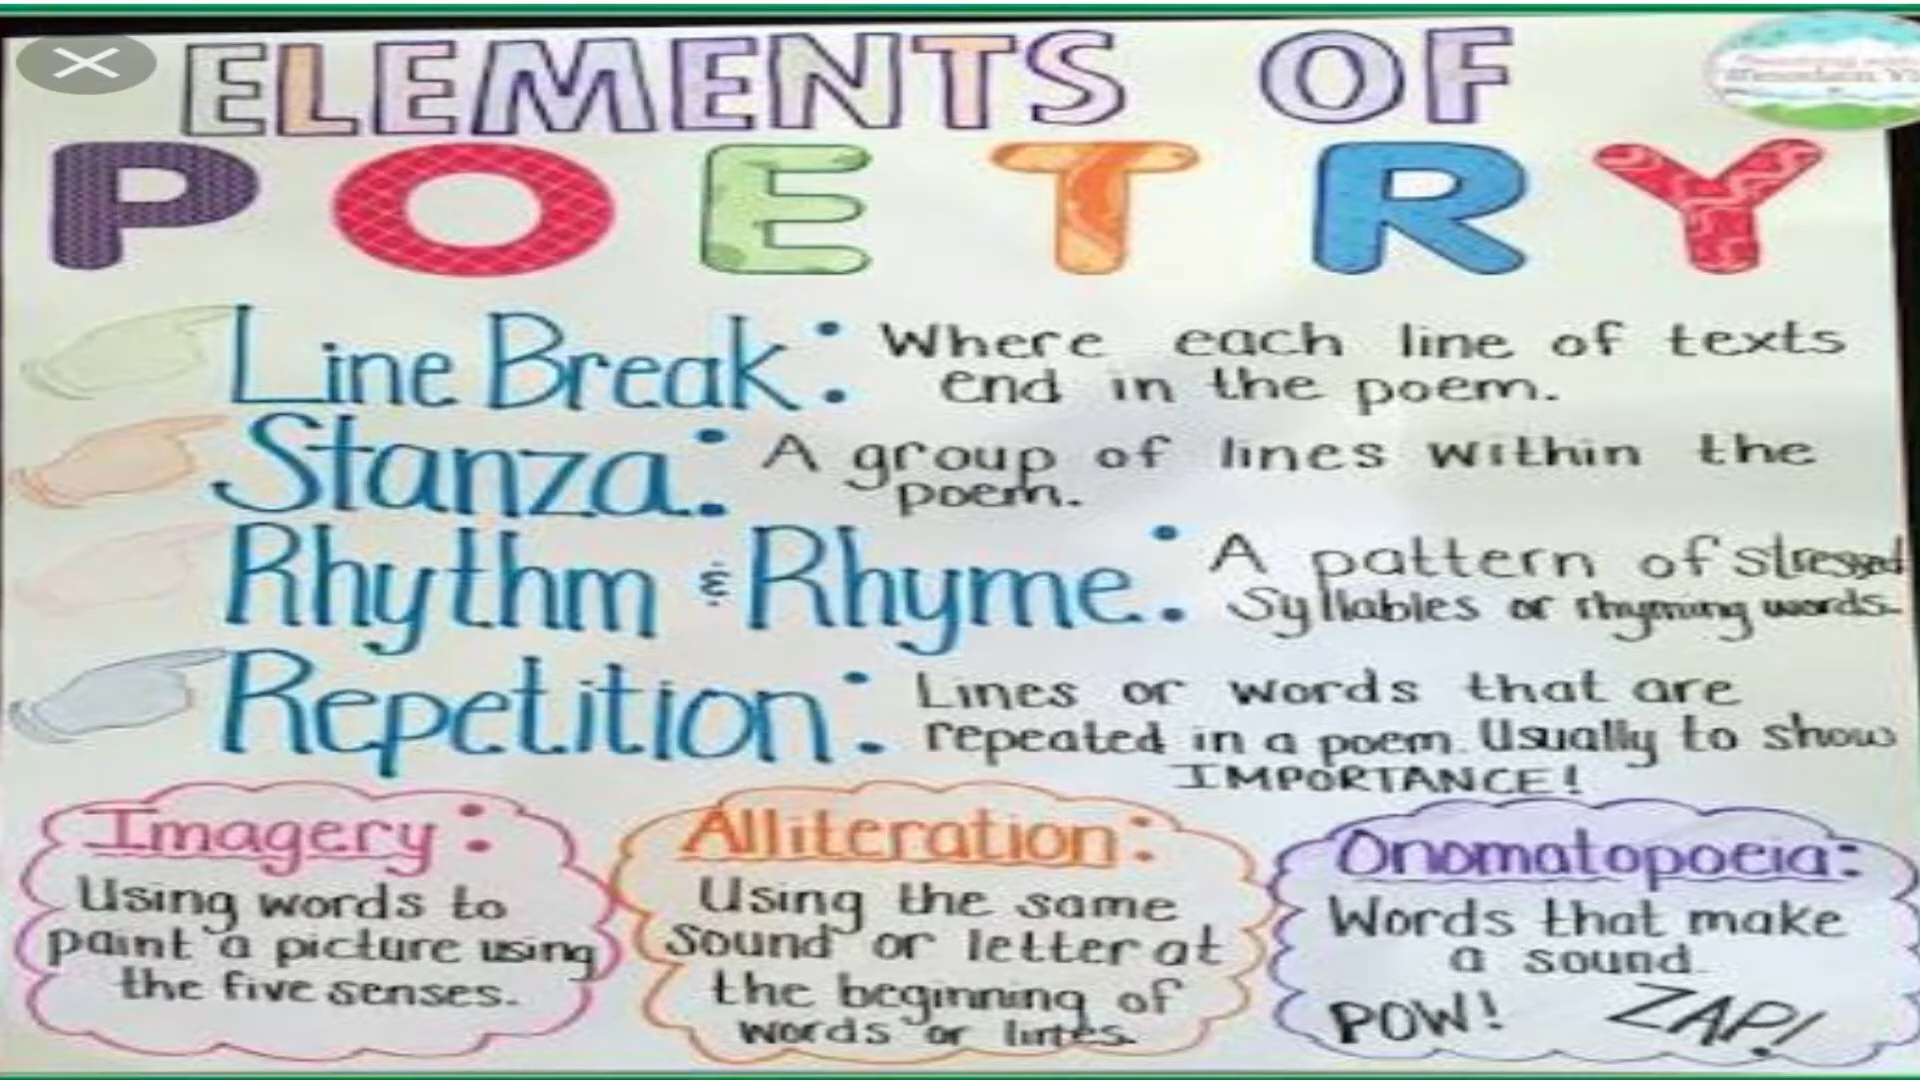 ELEMENTS OF
POETRY
Line Break: Where each line of texts
end in the poem.
Stanza: A group of lines within the
poem.
Rhythm & Rhyme: A pattern of stressed
Syllables or rhyming words.
Repetition: Lines or words that are
repeated in a poem. Usually to show
IMPORTANCE!
Imagery:
Using words to
paint a picture using
the five senses.
Alliteration:
Using the same
sound or letter at
the beginning of
words or lines.
Onomatopoeia:
Words that make
a sound.
POW! ZAP!